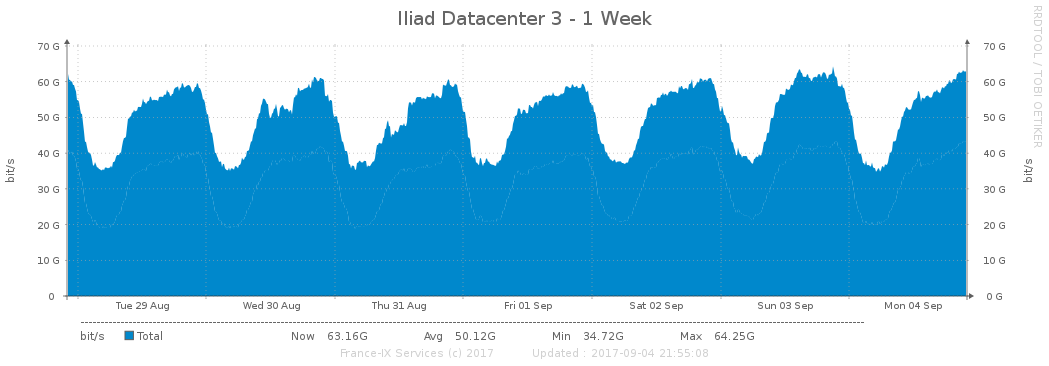 Iliad Datacenter 3 - 1 Week
RRDTOOL / TOBI OETIKER
70 G 70 G
60 G 60 G
50 G 50 G
40 G 40 G
30 G 30 G
20 G 20 G
10 G 10 G
0 0 G
bit/s bit/s
Tue 29 Aug Wed 30 Aug Thu 31 Aug Fri 01 Sep Sat 02 Sep Sun 03 Sep Mon 04 Sep
bit/s Total Now 63.16G Avg 50.12G Min 34.72G Max 64.25G
France-IX Services (c) 2017 Updated : 2017-09-04 21:55:08